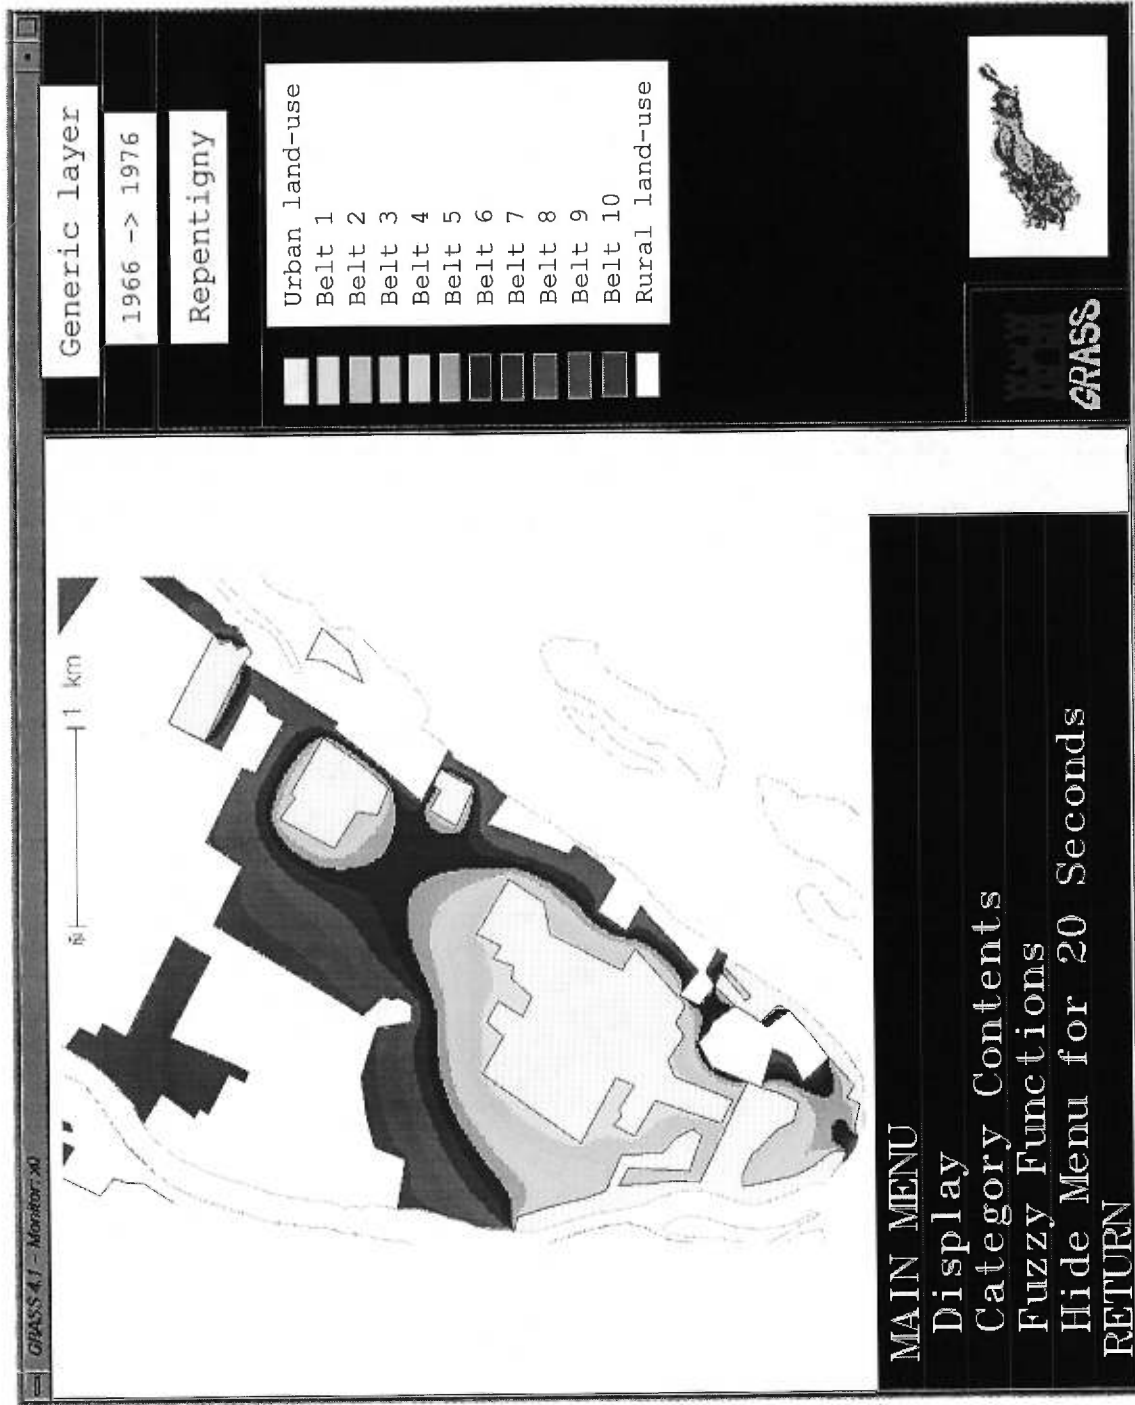 GRASS 4.1 - Monitor: x0
Generic layer
1966 -> 1976
Repentigny
Urban land-use
Belt 1
Belt 2
Belt 3
Belt 4
Belt 5
Belt 6
Belt 7
Belt 8
Belt 9
Belt 10
Rural land-use
GRASS
1 km
MAIN MENU
Display
Category Contents
Fuzzy Functions
Hide Menu for 20 Seconds
RETURN